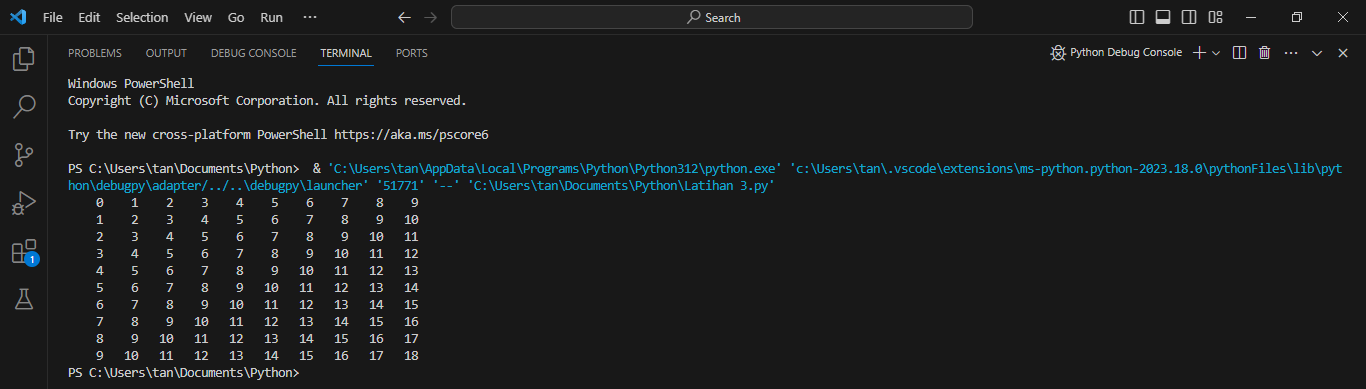 File Edit Selection View Go Run ··· Search
PROBLEMS OUTPUT DEBUG CONSOLE TERMINAL PORTS Python Debug Console
Windows PowerShell
Copyright (C) Microsoft Corporation. All rights reserved.
Try the new cross-platform PowerShell https://aka.ms/pscore6
PS C:\Users\tan\Documents\Python>  & 'C:\Users\tan\AppData\Local\Programs\Python\Python312\python.exe' 'c:\Users\tan\.vscode\extensions\ms-python.python-2023.18.0\pythonFiles\lib\pyt
hon\debugpy\adapter/../..\debugpy\launcher' '51771' '--' 'C:\Users\tan\Documents\Python\Latihan 3.py'
0 1 2 3 4 5 6 7 8 9
1 2 3 4 5 6 7 8 9 10
2 3 4 5 6 7 8 9 10 11
3 4 5 6 7 8 9 10 11 12
4 5 6 7 8 9 10 11 12 13
5 6 7 8 9 10 11 12 13 14
6 7 8 9 10 11 12 13 14 15
7 8 9 10 11 12 13 14 15 16
8 9 10 11 12 13 14 15 16 17
9 10 11 12 13 14 15 16 17 18
PS C:\Users\tan\Documents\Python>
1